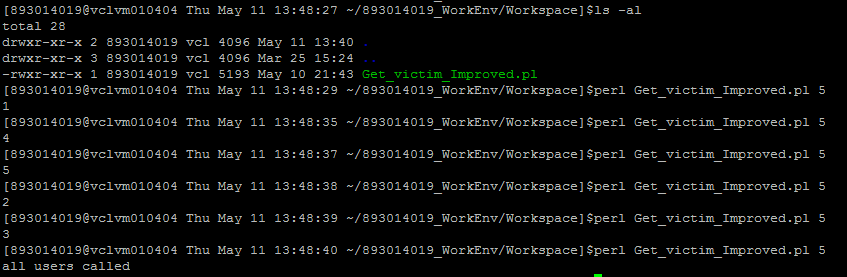 [893014019@vclvm010404 Thu May 11 13:48:27 ~/893014019_WorkEnv/Workspace]$ls -al
total 28
drwxr-xr-x 2 893014019 vcl 4096 May 11 13:40 .
drwxr-xr-x 3 893014019 vcl 4096 Mar 25 15:24 ..
-rwxr-xr-x 1 893014019 vcl 5193 May 10 21:43 Get_victim_Improved.pl
[893014019@vclvm010404 Thu May 11 13:48:29 ~/893014019_WorkEnv/Workspace]$perl Get_victim_Improved.pl 5
1
[893014019@vclvm010404 Thu May 11 13:48:35 ~/893014019_WorkEnv/Workspace]$perl Get_victim_Improved.pl 5
4
[893014019@vclvm010404 Thu May 11 13:48:37 ~/893014019_WorkEnv/Workspace]$perl Get_victim_Improved.pl 5
5
[893014019@vclvm010404 Thu May 11 13:48:38 ~/893014019_WorkEnv/Workspace]$perl Get_victim_Improved.pl 5
2
[893014019@vclvm010404 Thu May 11 13:48:39 ~/893014019_WorkEnv/Workspace]$perl Get_victim_Improved.pl 5
3
[893014019@vclvm010404 Thu May 11 13:48:40 ~/893014019_WorkEnv/Workspace]$perl Get_victim_Improved.pl 5
all users called